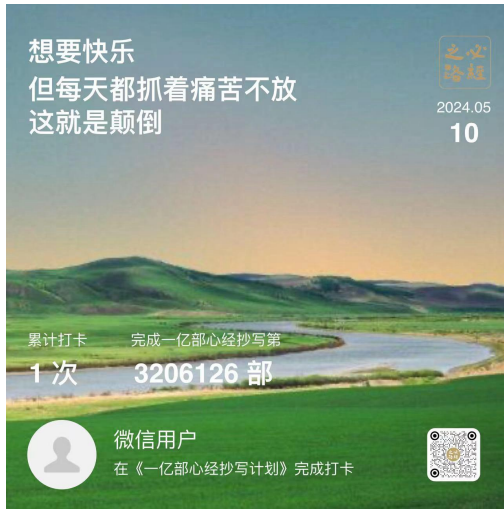 想要快乐
但每天都抓着痛苦不放
这就是颠倒
必经
之路
2024.05
10
累计打卡
完成一亿部心经抄写第
1 次
3206126 部
微信用户
在《一亿部心经抄写计划》完成打卡